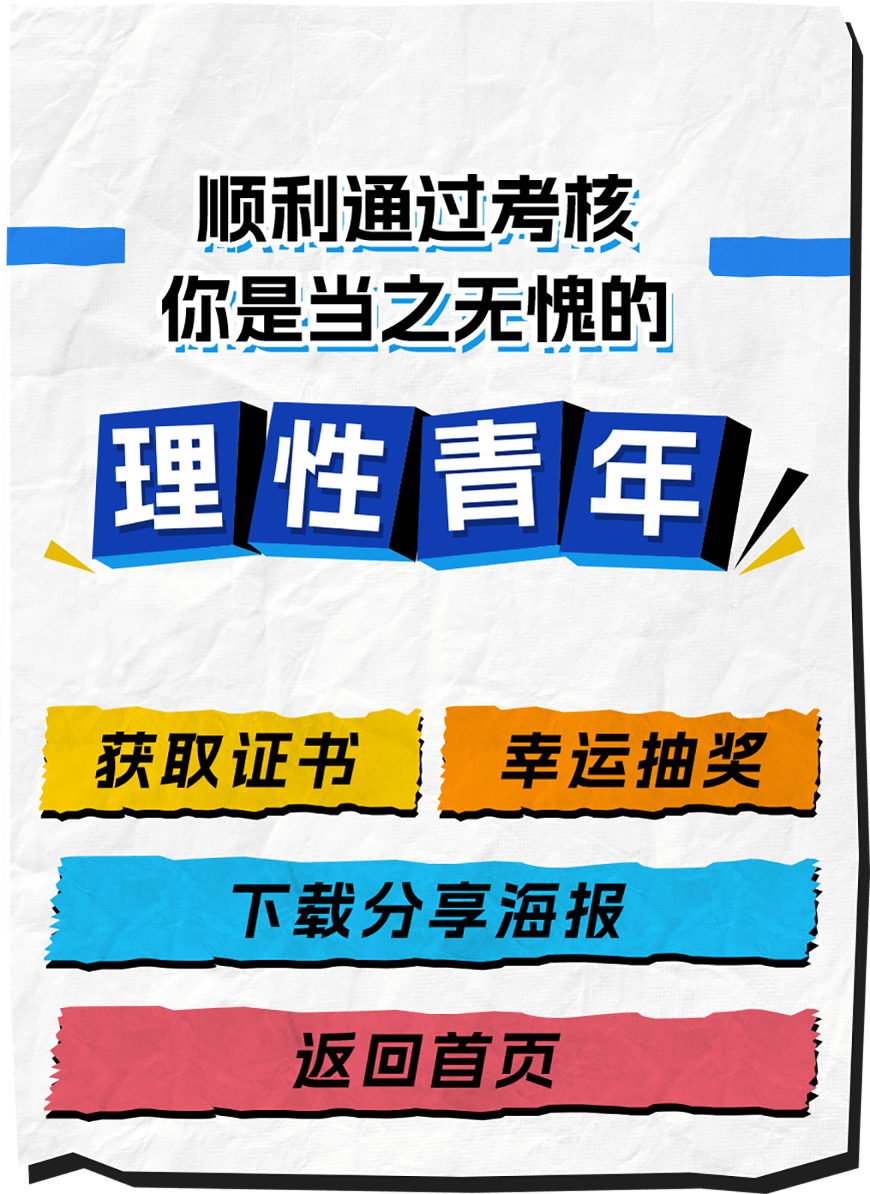 顺利通过考核
你是当之无愧的
理性青年
获取证书
幸运抽奖
下载分享海报
返回首页